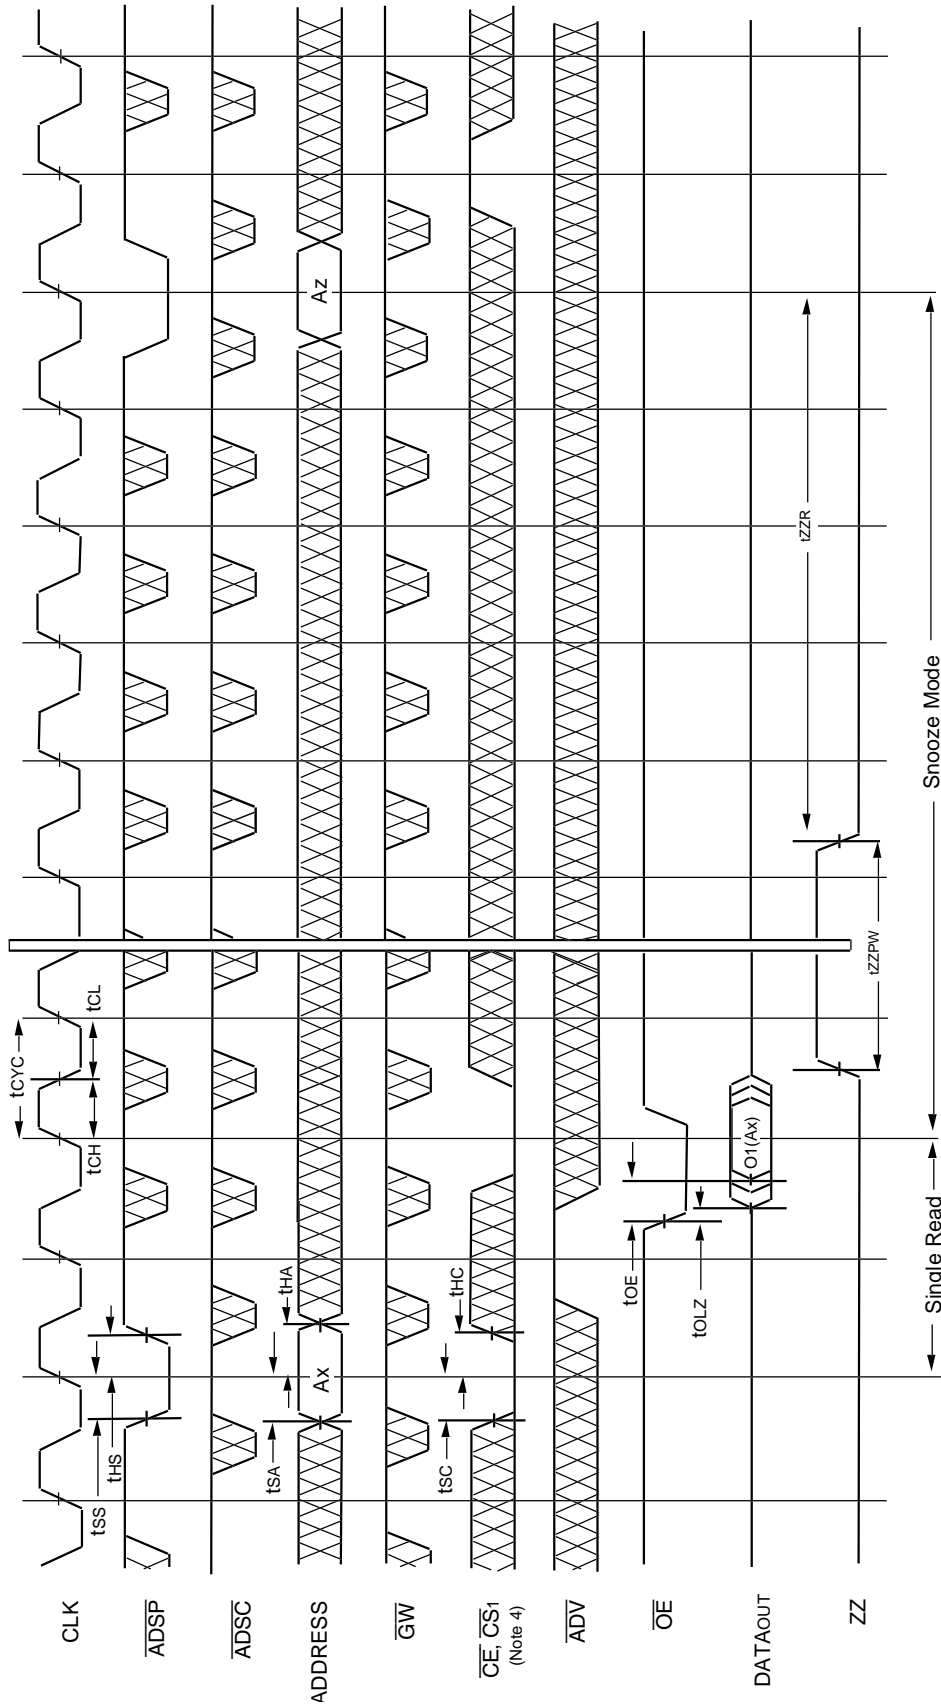 CLK
tCYC
tCH
tCL
tSS
tHS
ADSP
ADSC
ADDRESS
tSA
tHA
Ax
Az
GW
CE, CS1
(Note 4)
tSC
tHC
ADV
OE
tOE
tOLZ
DATAOUT
O1(Ax)
ZZ
tZZPW
tZZR
Single Read
Snooze Mode